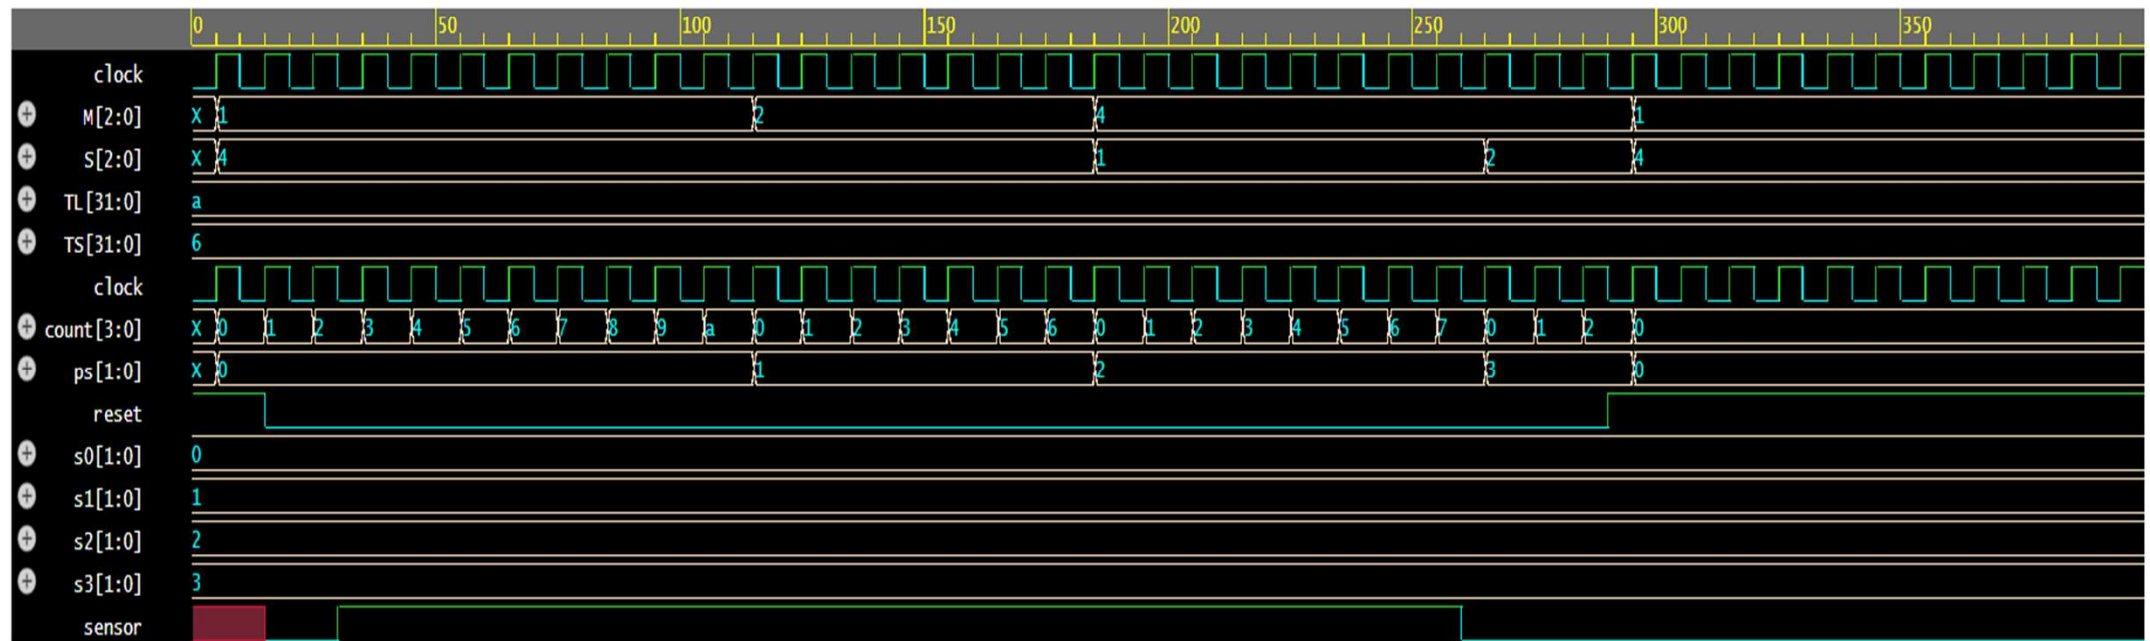 0 50 100 150 200 250 300 350
clock
M[2:0] X 1 2 4 1
S[2:0] X 4 1 2 4
TL[31:0] a
TS[31:0] 6
clock
count[3:0] X 0 1 2 3 4 5 6 7 8 9 a 0 1 2 3 4 5 6 0 1 2 3 4 5 6 7 0 1 2 0
ps[1:0] X 0 1 2 3 0
reset
s0[1:0] 0
s1[1:0] 1
s2[1:0] 2
s3[1:0] 3
sensor